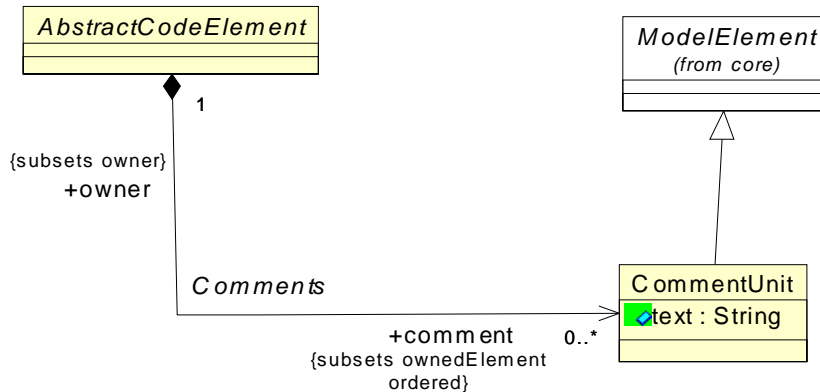 AbstractCodeElement
ModelElement
(from core)
1
{subsets owner}
+owner
Comments
CommentUnit
text : String
+comment
0..*
{subsets ownedElement
ordered}